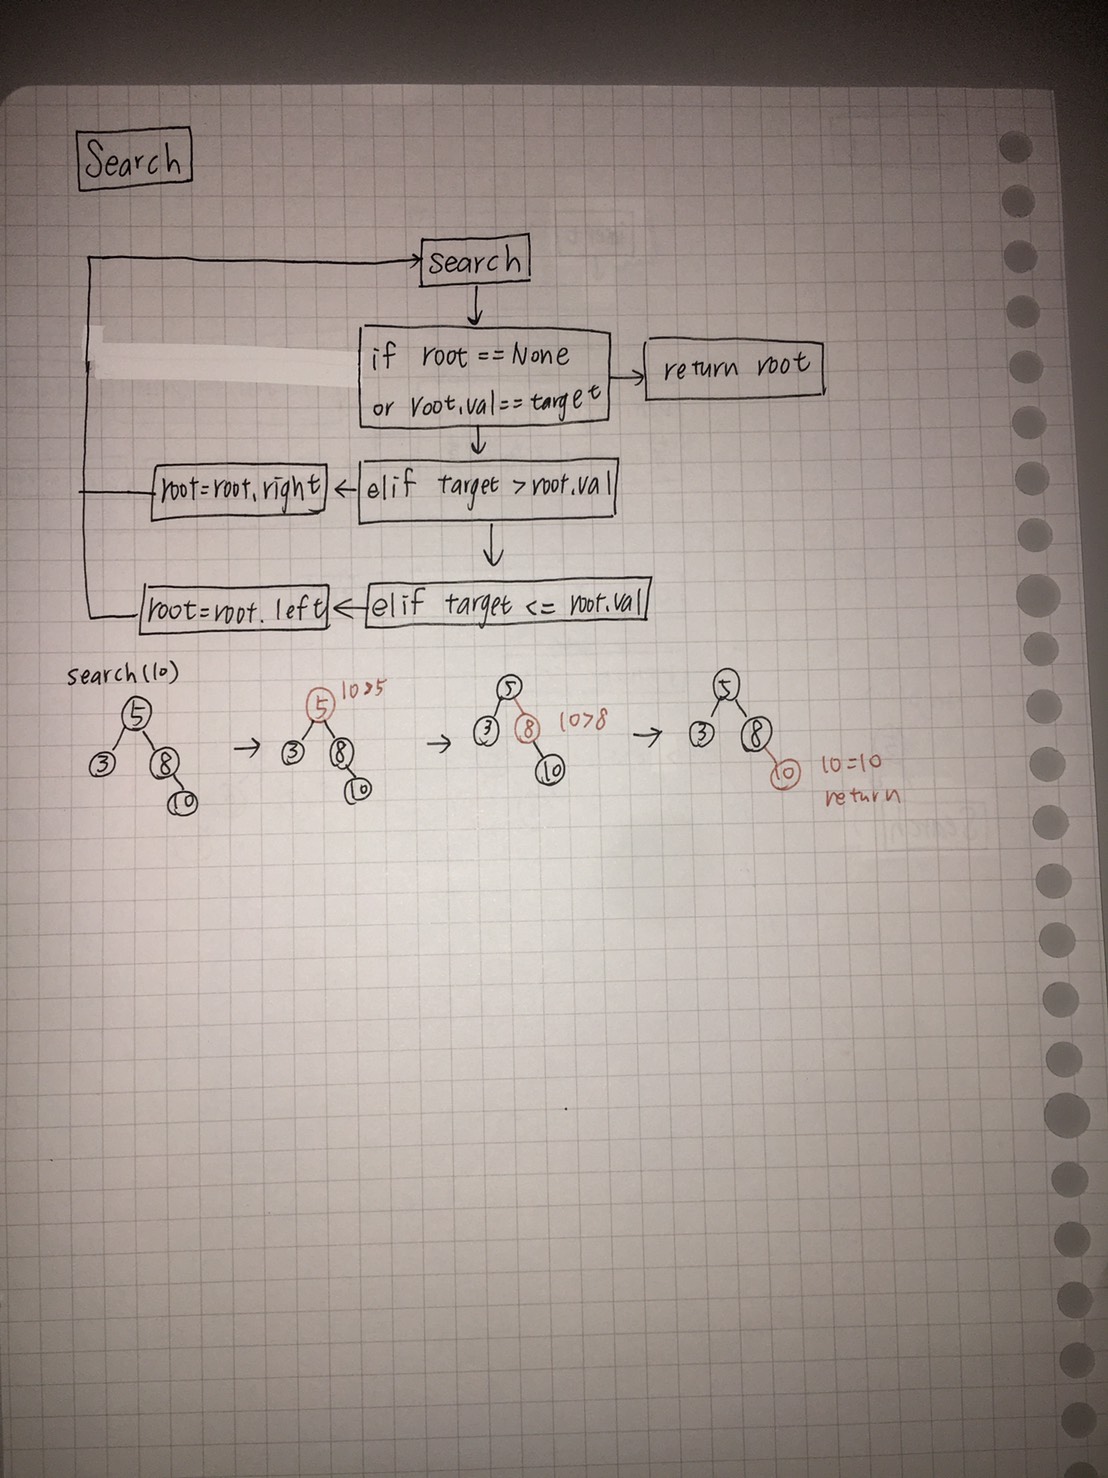 Search
search
if root == None
or root.val == target
return root
root=root.right
elif target > root.val
root=root.left
elif target <= root.val
search(10)
5
3
8
10
5 10>5
3
8
10
5
3
8 10>8
10
5
3
8
10 10=10
return